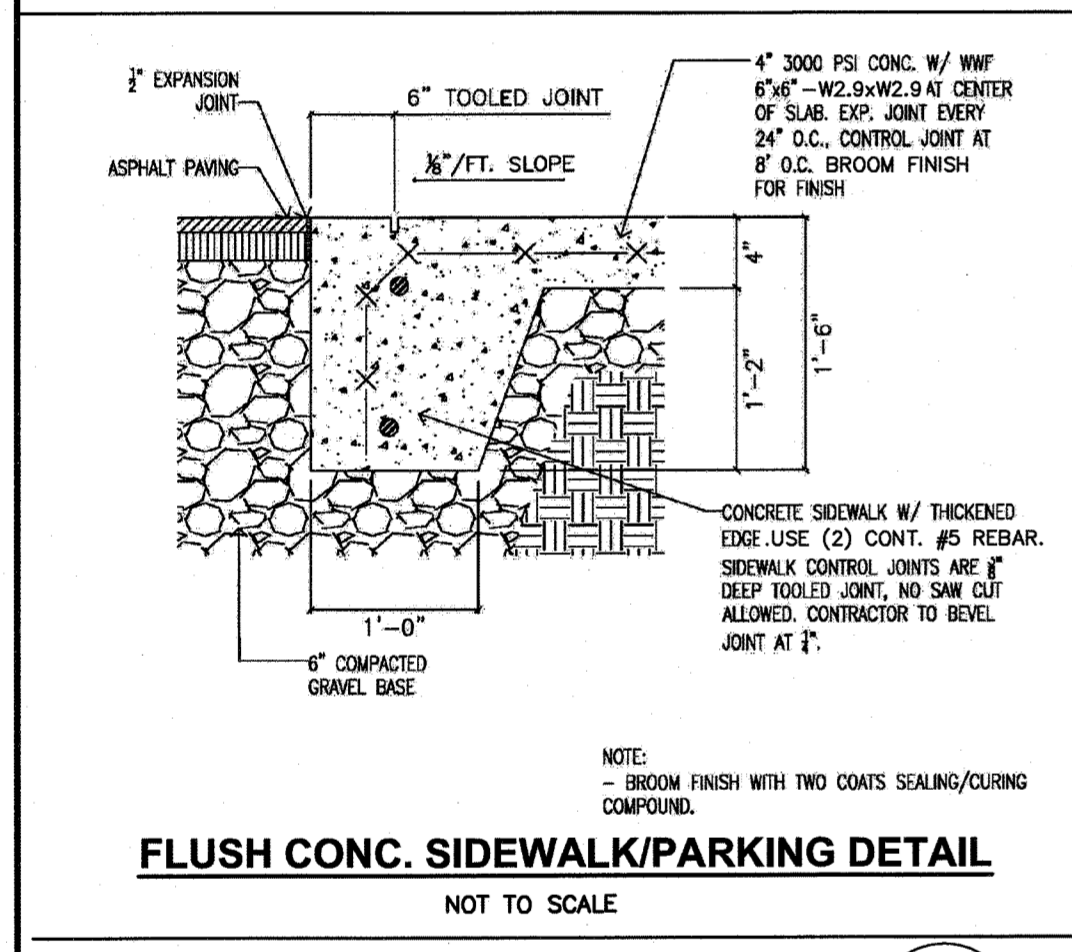 ½" EXPANSION
JOINT
6" TOOLED JOINT
ASPHALT PAVING
⅛"/FT. SLOPE
4" 3000 PSI CONC. W/ WWF
6"x6"-W2.9xW2.9 AT CENTER
OF SLAB. EXP. JOINT EVERY
24" O.C., CONTROL JOINT AT
8' O.C. BROOM FINISH
FOR FINISH
4"
1'-2"
1'-6"
CONCRETE SIDEWALK W/ THICKENED
EDGE.USE (2) CONT. #5 REBAR.
SIDEWALK CONTROL JOINTS ARE
DEEP TOOLED JOINT, NO SAW CUT
ALLOWED. CONTRACTOR TO BEVEL
JOINT AT ¼".
1'-0"
6" COMPACTED
GRAVEL BASE
NOTE:
- BROOM FINISH WITH TWO COATS SEALING/CURING
COMPOUND.
FLUSH CONC. SIDEWALK/PARKING DETAIL
NOT TO SCALE